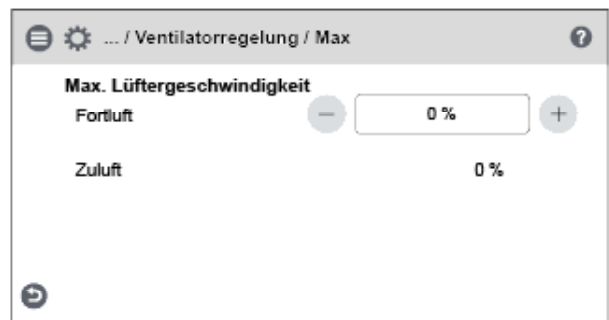 ... / Ventilatorregelung / Max ?
Max. Lüftergeschwindigkeit
Fortluft − 0 % +
Zuluft 0 %